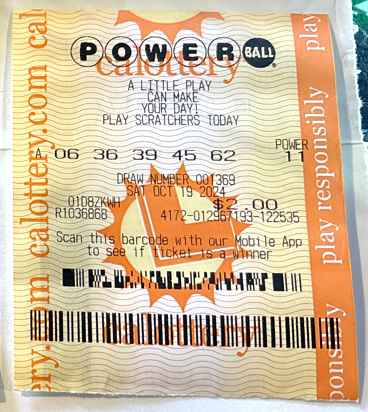 POWERBALL
calottery
A LITTLE PLAY
CAN MAKE
YOUR DAY!
PLAY SCRATCHERS TODAY
POWER
A 06 36 39 45 62 11
DRAW NUMBER 001369
SAT OCT 19 2024
01D8ZKWH $2.00
R1036868 4172-012967193-122535
Scan this barcode with our Mobile App
to see if ticket is a winner
calottery
calottery.com
play responsibly